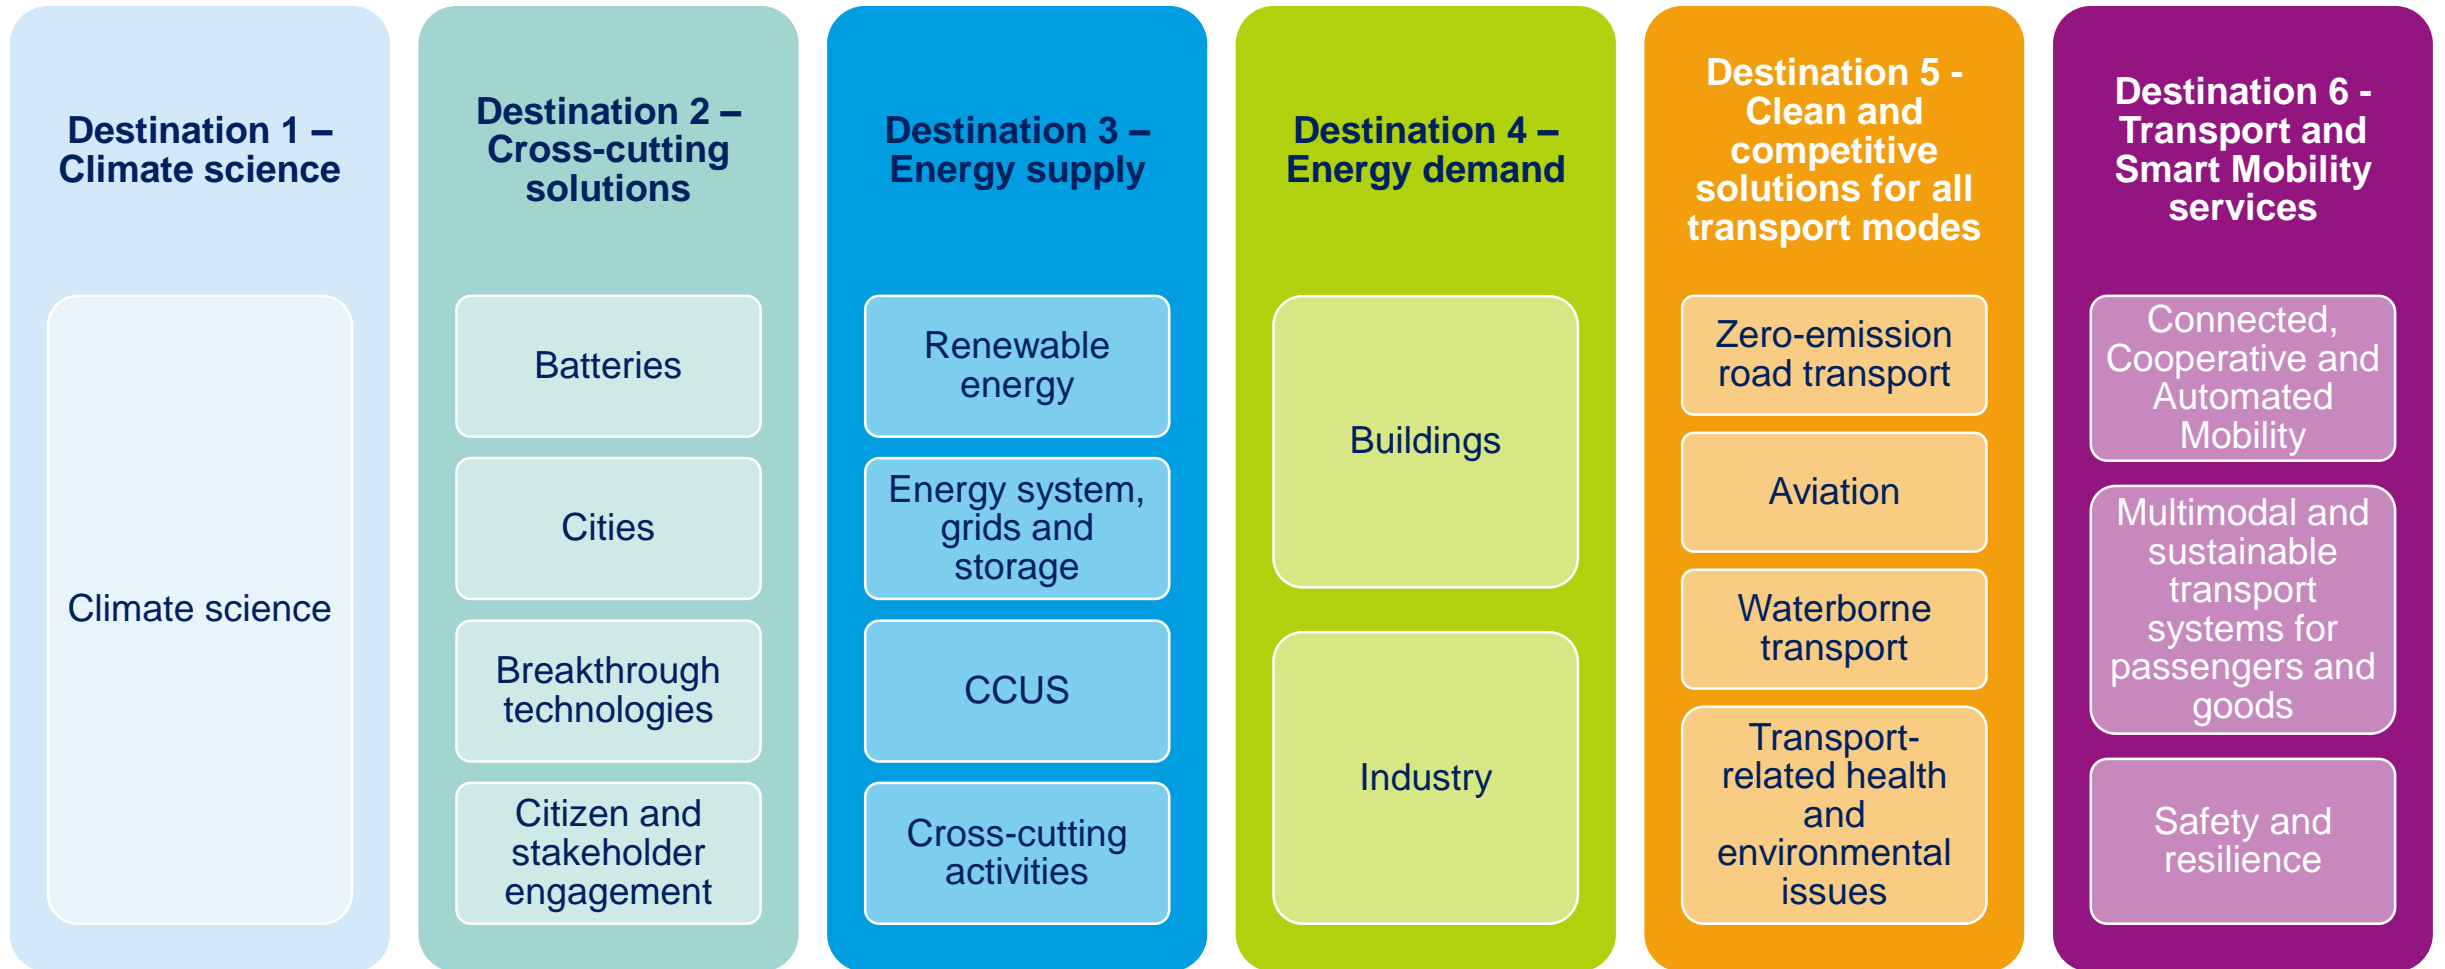 Destination 1 –
Climate science
Climate science
Destination 2 –
Cross-cutting
solutions
Batteries
Cities
Breakthrough
technologies
Citizen and
stakeholder
engagement
Destination 3 –
Energy supply
Renewable
energy
Energy system,
grids and
storage
CCUS
Cross-cutting
activities
Destination 4 –
Energy demand
Buildings
Industry
Destination 5 -
Clean and
competitive
solutions for all
transport modes
Zero-emission
road transport
Aviation
Waterborne
transport
Transport-
related health
and
environmental
issues
Destination 6 -
Transport and
Smart Mobility
services
Connected,
Cooperative and
Automated
Mobility
Multimodal and
sustainable
transport
systems for
passengers and
goods
Safety and
resilience